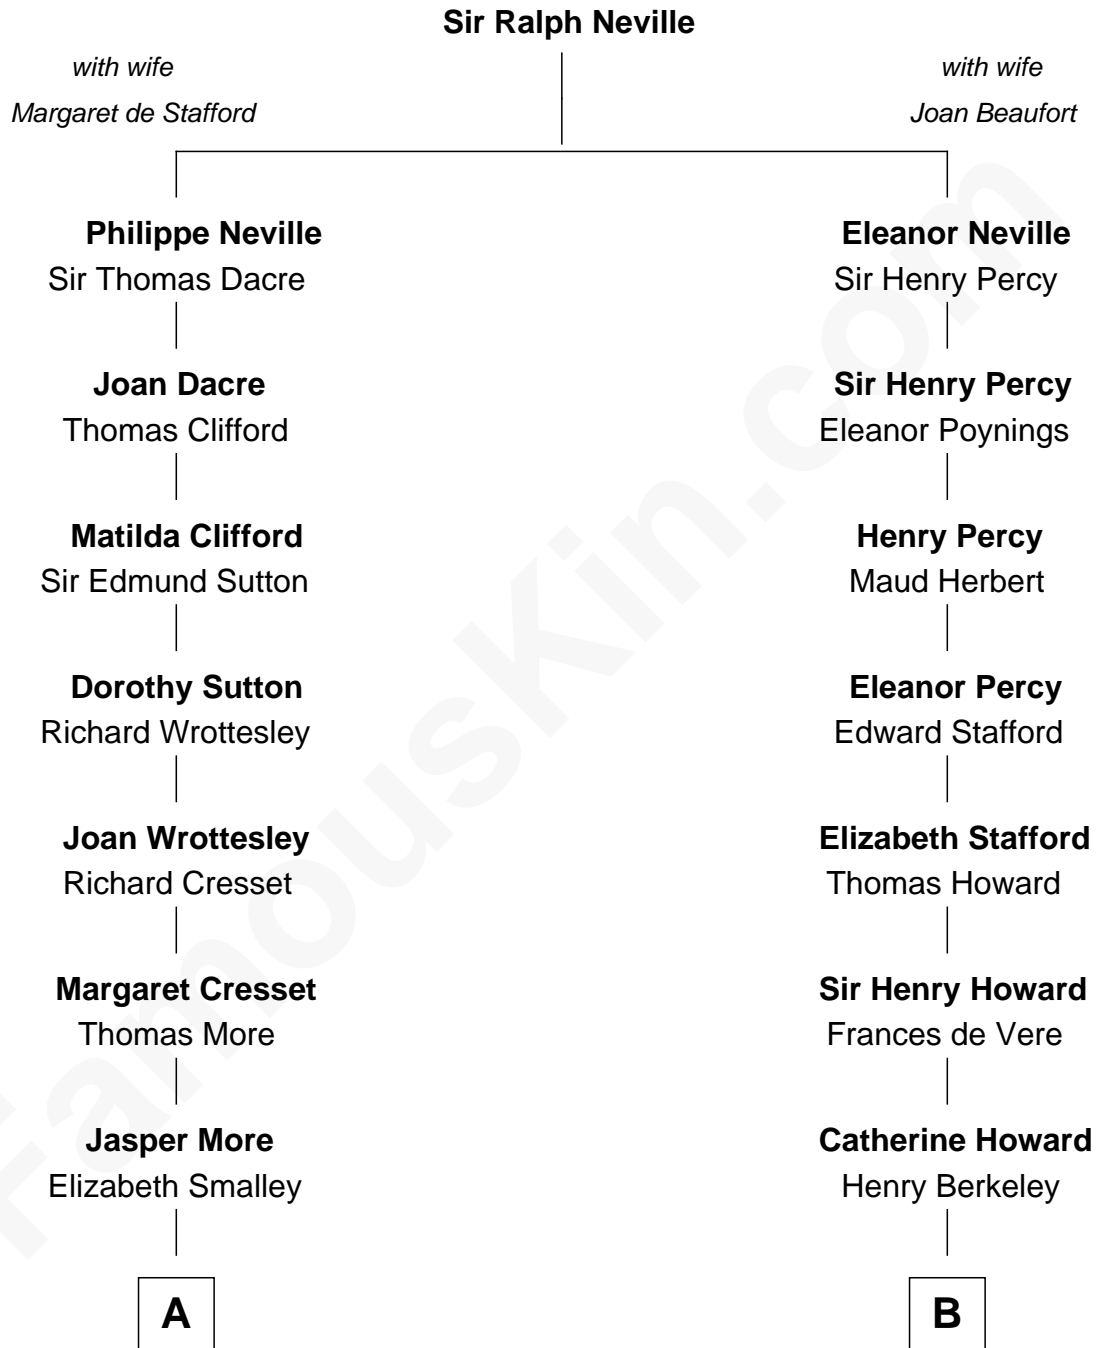 Sir Ralph Neville
with wife
Margaret de Stafford
with wife
Joan Beaufort
Philippe Neville
Sir Thomas Dacre
Eleanor Neville
Sir Henry Percy
Joan Dacre
Thomas Clifford
Sir Henry Percy
Eleanor Poynings
Matilda Clifford
Sir Edmund Sutton
Henry Percy
Maud Herbert
Dorothy Sutton
Richard Wrottesley
Eleanor Percy
Edward Stafford
Joan Wrottesley
Richard Cresset
Elizabeth Stafford
Thomas Howard
Margaret Cresset
Thomas More
Sir Henry Howard
Frances de Vere
Jasper More
Elizabeth Smalley
Catherine Howard
Henry Berkeley
A
B
FamousKin.com